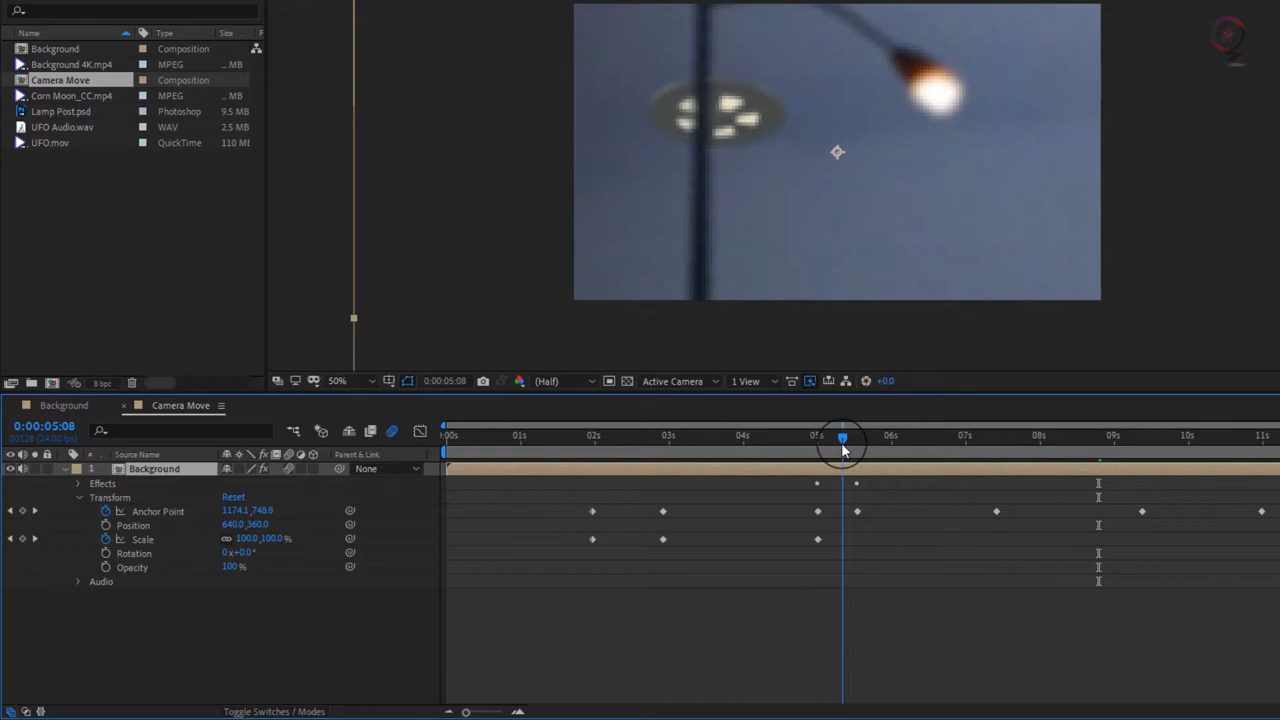 Name Type Size
Background Composition
Background 4K.mp4 MPEG ... MB
Camera Move Composition
Corn Moon_CC.mp4 MPEG ... MB
Lamp Post.psd Photoshop 9.5 MB
UFO Audio.wav WAV 2.5 MB
UFO.mov QuickTime 110 MB
8 bpc 50% 0:00:05:08 (Half) Active Camera 1 View +0.0
Background × Camera Move
0:00:05:08
00128 (24.00 fps)
:00s 01s 02s 03s 04s 05s 06s 07s 08s 09s 10s 11s
# Source Name fx Parent & Link
1 Background fx None
Effects
Transform Reset
Anchor Point 1174.1,748.8
Position 640.0,360.0
Scale 100.0,100.0 %
Rotation 0x+0.0°
Opacity 100 %
Audio
Toggle Switches / Modes